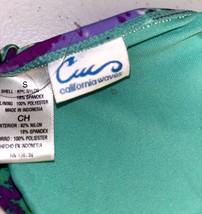 S
SHELL: 82% NYLON
18% SPANDEX
LINING: 100% POLYESTER
MADE IN INDONESIA
CH
EXTERIOR: 82% NILON
18% SPANDEX
FORRO: 100% POLIESTER
HECHO EN INDONESIA
california waves